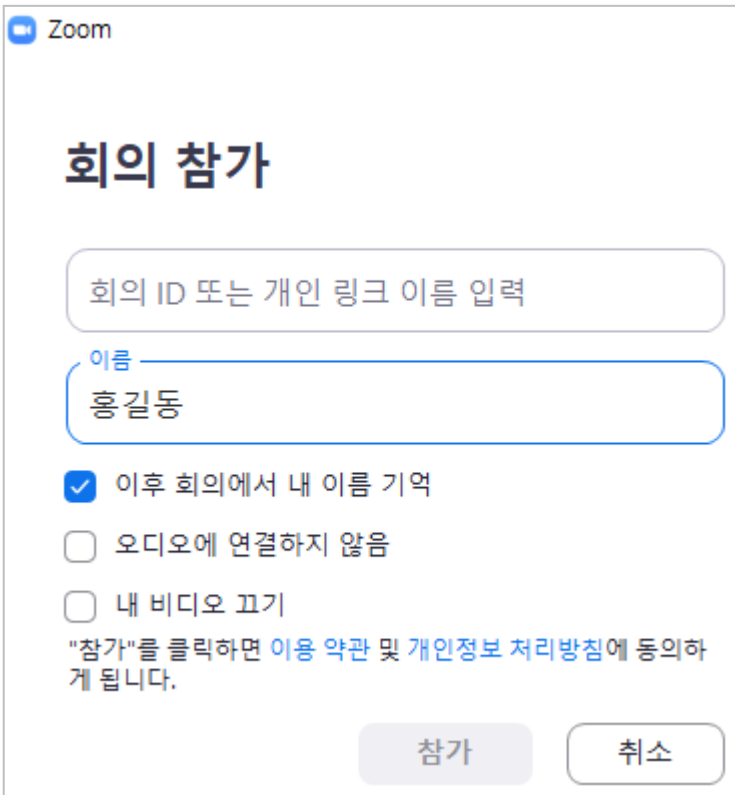 Zoom
회의 참가
회의 ID 또는 개인 링크 이름 입력
이름
홍길동
이후 회의에서 내 이름 기억
오디오에 연결하지 않음
내 비디오 끄기
"참가"를 클릭하면 이용 약관 및 개인정보 처리방침에 동의하
게 됩니다.
참가 취소